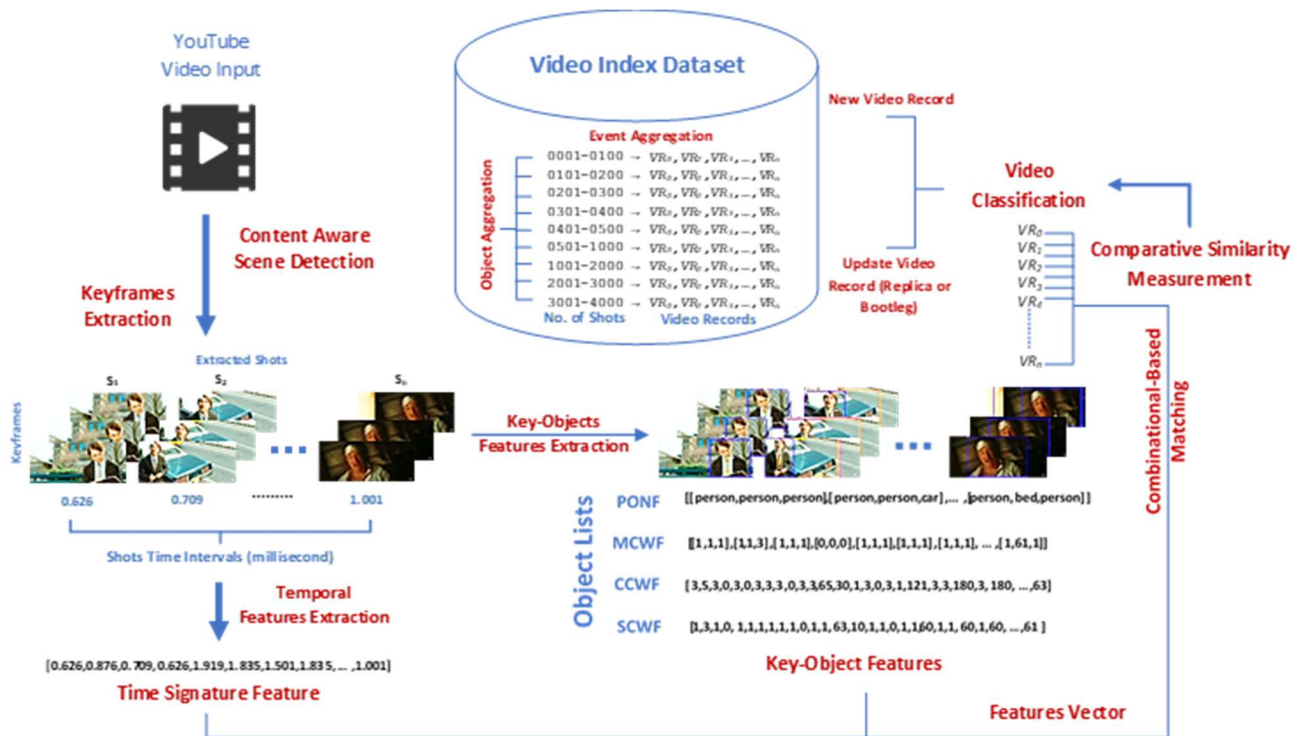 YouTube
Video Input
Content Aware
Scene Detection
Keyframes
Extraction
Video Index Dataset
Event Aggregation
Object Aggregation
0001-0100 → VR₀, VR₂, VR₃, ..., VRₙ
0101-0200 → VR₀, VR₂, VR₃, ..., VRₙ
0201-0300 → VR₀, VR₂, VR₃, ..., VRₙ
0301-0400 → VR₀, VR₂, VR₃, ..., VRₙ
0401-0500 → VR₀, VR₂, VR₃, ..., VRₙ
0501-1000 → VR₀, VR₂, VR₃, ..., VRₙ
1001-2000 → VR₀, VR₂, VR₃, ..., VRₙ
2001-3000 → VR₀, VR₂, VR₃, ..., VRₙ
3001-4000 → VR₀, VR₂, VR₃, ..., VRₙ
No. of Shots Video Records
New Video Record
Update Video
Record (Replica or
Bootleg)
Video
Classification
VR₀
VR₁
VR₂
VR₃
VR₄
VRₙ
Comparative Similarity
Measurement
Combinational-Based
Matching
Extracted Shots
S₁ S₂ Sₙ
Keyframes
0.626 0.709 ......... 1.001
Shots Time Intervals (millisecond)
Temporal
Features Extraction
[0.626,0.876,0.709,0.626,1.919,1.835,1.501,1.835,... ,1.001]
Time Signature Feature
Key-Objects
Features Extraction
Object Lists
PONF [[person,person,person],[person,person,car],... ,[person, bed,person]]
MCWF [[1,1,1],[1,1,3],[1,1,1],[0,0,0],[1,1,1],[1,1,1],[1,1,1], ... ,[1,61,1]]
CCWF [3,5,3,0,3,0,3,3,3,0,3,3,65,30,1,3,0,3,1,121,3,3,180,3, 180, ...,63]
SCWF [1,3,1,0, 1,1,1,1,1,1,0,1,1, 63,10,1,1,0,1,1,60,1,1, 60,1,60, ...,61 ]
Key-Object Features
Features Vector